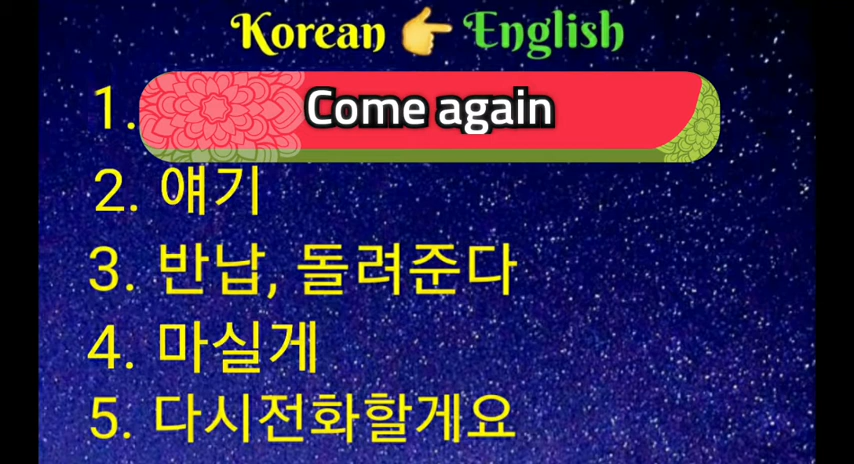 Korean 👉 English
1. Come again
2. 얘기
3. 반납, 돌려준다
4. 마실게
5. 다시전화할게요